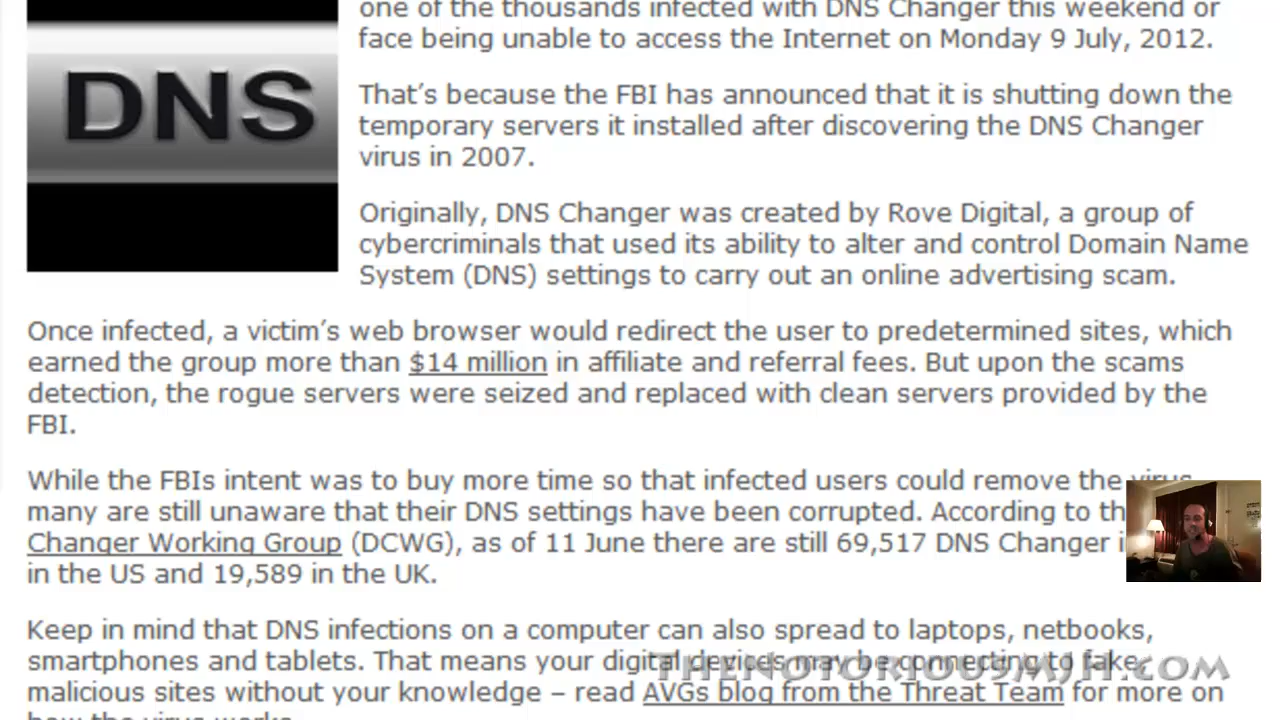 one of the thousands infected with DNS Changer this weekend or
face being unable to access the Internet on Monday 9 July, 2012.
DNS
That's because the FBI has announced that it is shutting down the
temporary servers it installed after discovering the DNS Changer
virus in 2007.
Originally, DNS Changer was created by Rove Digital, a group of
cybercriminals that used its ability to alter and control Domain Name
System (DNS) settings to carry out an online advertising scam.
Once infected, a victim's web browser would redirect the user to predetermined sites, which
earned the group more than $14 million in affiliate and referral fees. But upon the scams
detection, the rogue servers were seized and replaced with clean servers provided by the
FBI.
While the FBIs intent was to buy more time so that infected users could remove the virus
many are still unaware that their DNS settings have been corrupted. According to th
Changer Working Group (DCWG), as of 11 June there are still 69,517 DNS Changer i
in the US and 19,589 in the UK.
Keep in mind that DNS infections on a computer can also spread to laptops, netbooks,
smartphones and tablets. That means your digital devices may be connecting to fake,
TheNotoriousMJH.com
malicious sites without your knowledge – read AVGs blog from the Threat Team for more on
how the virus works